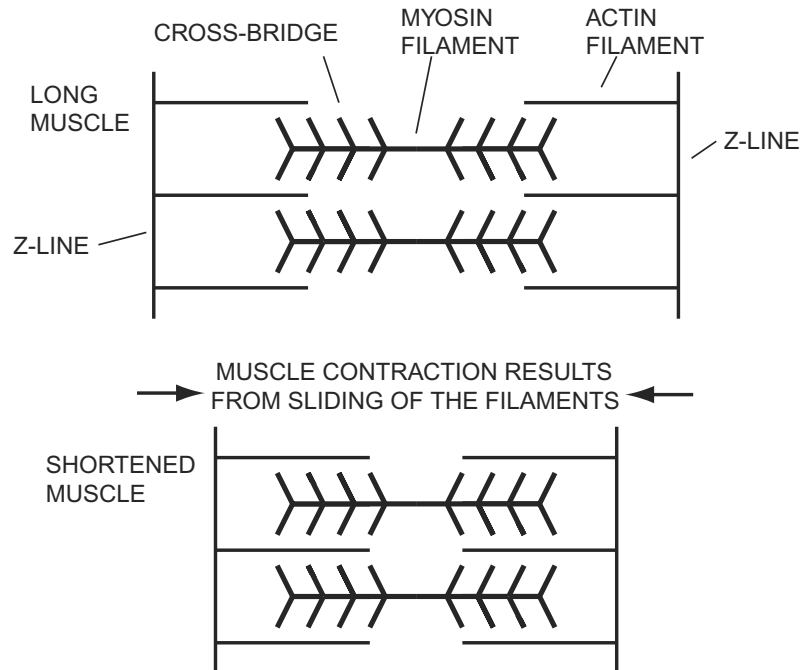 CROSS-BRIDGE
MYOSIN
FILAMENT
ACTIN
FILAMENT
LONG
MUSCLE
Z-LINE
Z-LINE
MUSCLE CONTRACTION RESULTS
FROM SLIDING OF THE FILAMENTS
SHORTENED
MUSCLE